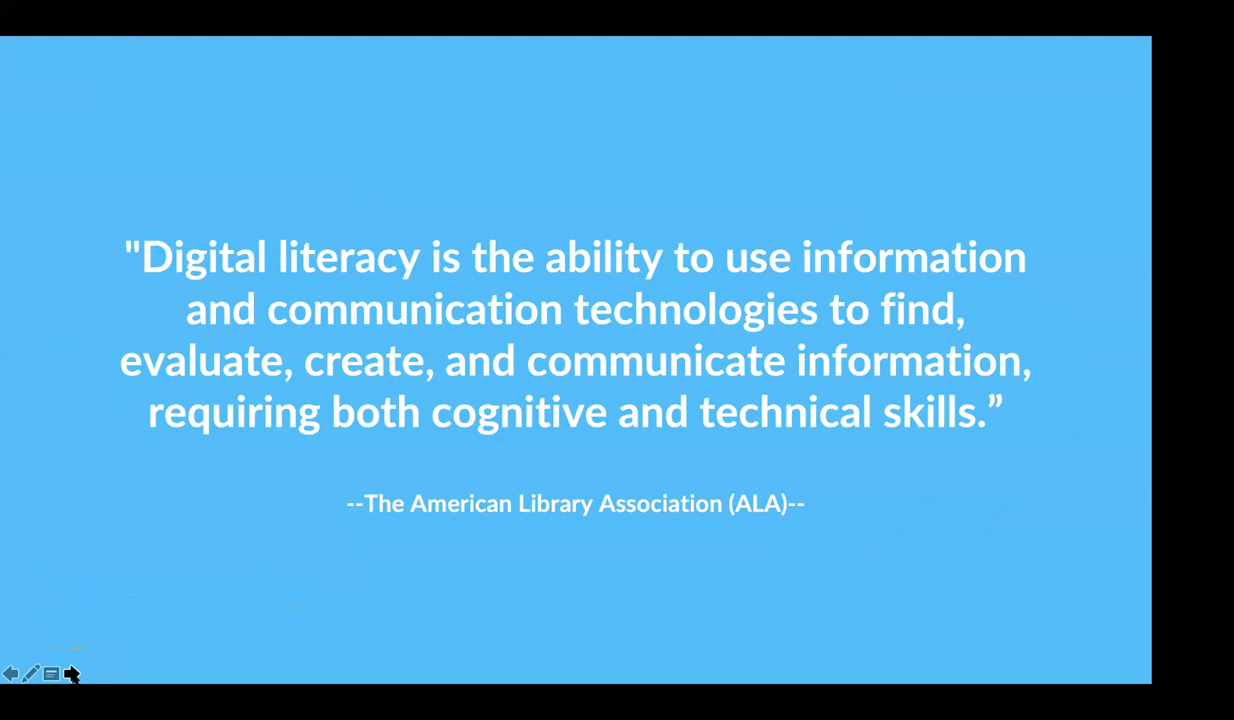 "Digital literacy is the ability to use information
and communication technologies to find,
evaluate, create, and communicate information,
requiring both cognitive and technical skills.”
--The American Library Association (ALA)--